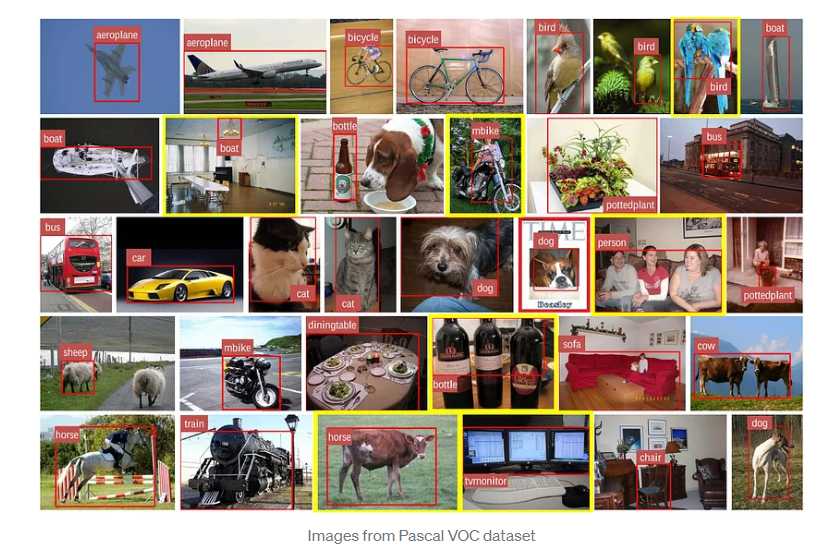 aeroplane
aeroplane
bicycle
bicycle
bird
bird
bird
boat
boat
boat
bottle
mbike
pottedplant
bus
bus
car
cat
cat
dog
TIME
dog
Beasley
person
pottedplant
sheep
mbike
diningtable
bottle
sofa
cow
horse
train
horse
tvmonitor
chair
dog
Images from Pascal VOC dataset